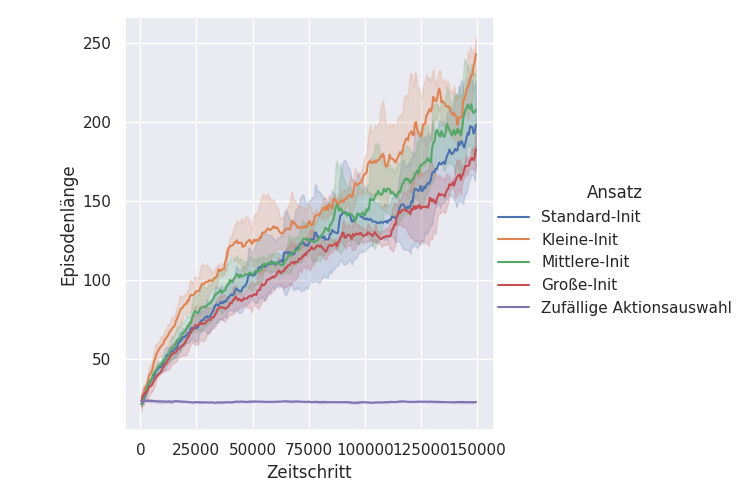 250
200
150
100
50
Episodenlänge
0
25000
50000
75000
100000
125000
150000
Zeitschritt
Ansatz
Standard-Init
Kleine-Init
Mittlere-Init
Große-Init
Zufällige Aktionsauswahl